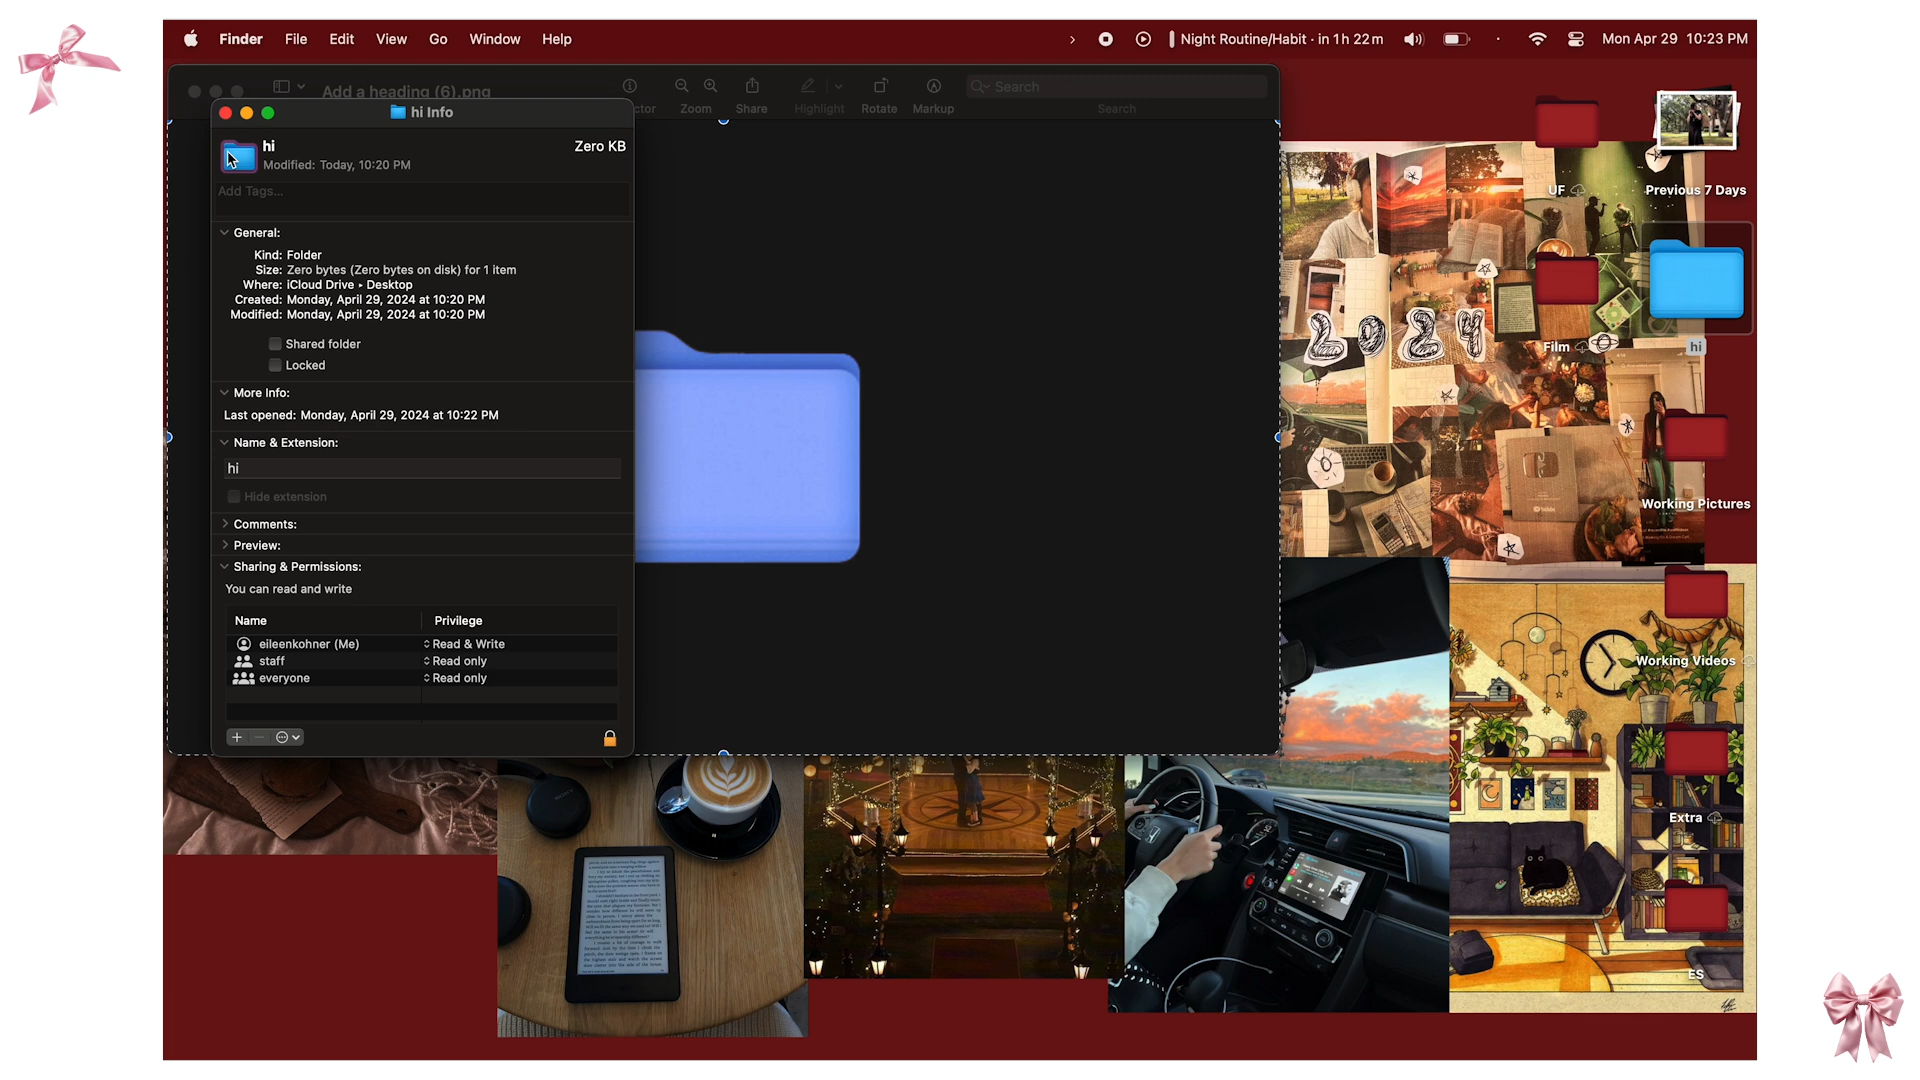 Finder File Edit View Go Window Help
Night Routine/Habit · in 1h 22m
Mon Apr 29 10:23 PM
Add a heading (6).png
Zoom
Share
Highlight
Rotate
Markup
Search
Search
hi Info
hi
Zero KB
Modified: Today, 10:20 PM
Add Tags...
General:
Kind: Folder
Size: Zero bytes (Zero bytes on disk) for 1 item
Where: iCloud Drive ▸ Desktop
Created: Monday, April 29, 2024 at 10:20 PM
Modified: Monday, April 29, 2024 at 10:20 PM
Shared folder
Locked
More Info:
Last opened: Monday, April 29, 2024 at 10:22 PM
Name & Extension:
hi
Hide extension
Comments:
Preview:
Sharing & Permissions:
You can read and write
Name Privilege
eileenkohner (Me) Read & Write
staff Read only
everyone Read only
UF
Previous 7 Days
2024
Film
hi
Working Pictures
Working Videos
Extra
ES
SONY